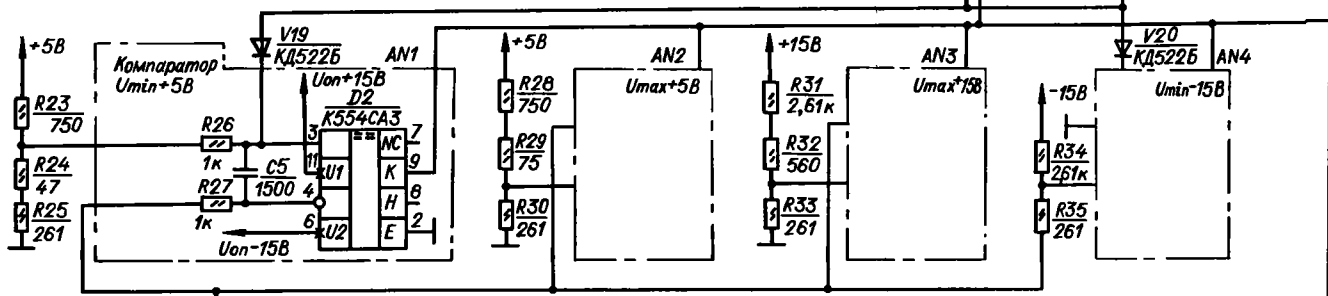 +5В
V19
КД522Б
AN1
Компаратор
Umin+5В
Uоп+15В
D2
К554СА3
R23
750
R24
47
R25
261
R26
1к
R27
1к
C5
1500
3
11
4
6
U1
U2
==
NC
K
H
E
7
9
8
2
Uоп-15В
+5В
R28
750
R29
75
R30
261
AN2
Umax+5В
+15В
R31
2,61к
R32
560
R33
261
AN3
Umax+15В
V20
КД522Б
AN4
Umin-15В
-15В
R34
2,61к
R35
261